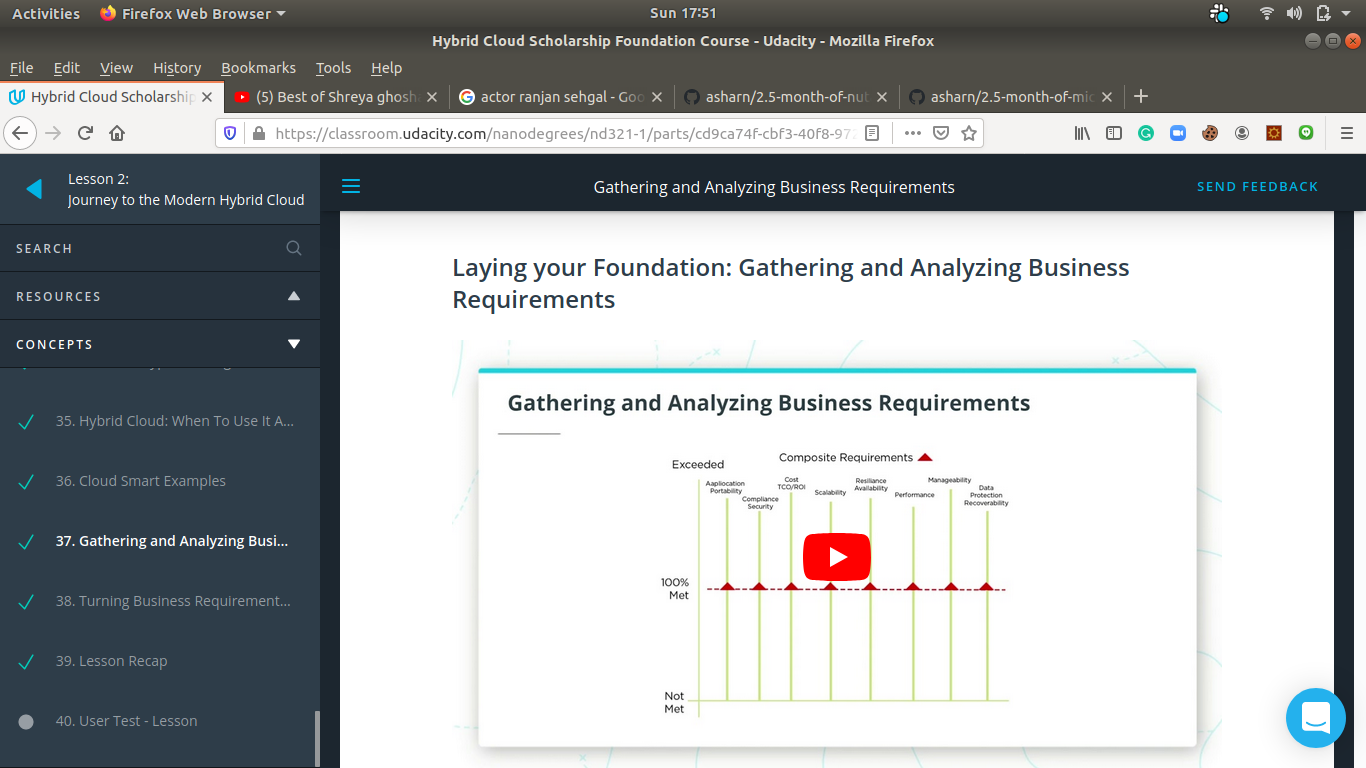 Activities
Firefox Web Browser
Sun 17:51
Hybrid Cloud Scholarship Foundation Course - Udacity - Mozilla Firefox
File Edit View History Bookmarks Tools Help
Hybrid Cloud Scholarship
(5) Best of Shreya ghosh
actor ranjan sehgal - Goo
asharn/2.5-month-of-nut
asharn/2.5-month-of-mic
https://classroom.udacity.com/nanodegrees/nd321-1/parts/cd9ca74f-cbf3-40f8-97
Lesson 2:
Journey to the Modern Hybrid Cloud
Gathering and Analyzing Business Requirements
SEND FEEDBACK
SEARCH
RESOURCES
CONCEPTS
35. Hybrid Cloud: When To Use It A...
36. Cloud Smart Examples
37. Gathering and Analyzing Busi...
38. Turning Business Requirement...
39. Lesson Recap
40. User Test - Lesson
Laying your Foundation: Gathering and Analyzing Business
Requirements
Gathering and Analyzing Business Requirements
Composite Requirements
Exceeded
Aapliocation
Portability
Compliance
Security
Cost
TCO/ROI
Scalability
Resiliance
Availability
Performance
Manageability
Data
Protection
Recoverability
100%
Met
Not
Met